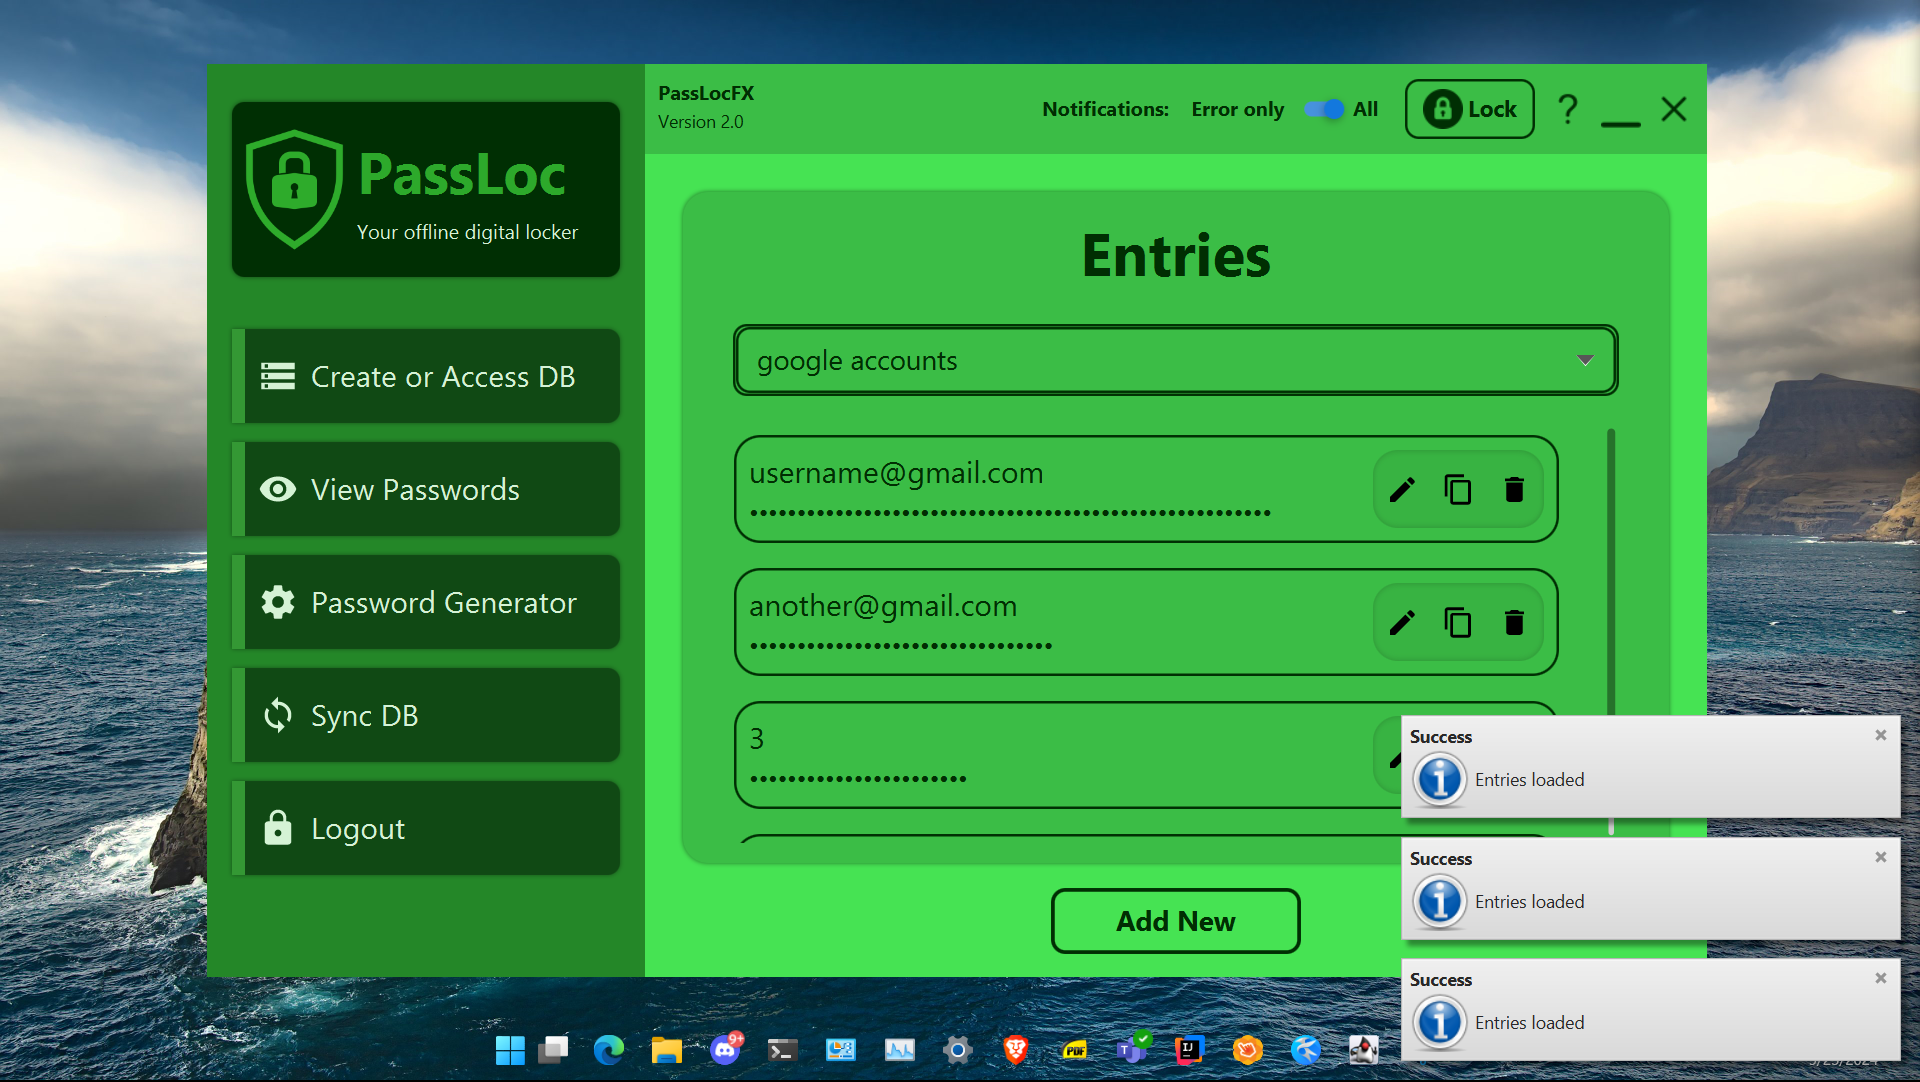 PassLoc
Your offline digital locker
Create or Access DB
View Passwords
Password Generator
Sync DB
Logout
PassLocFX
Version 2.0
Notifications: Error only All
Lock
?
Entries
google accounts
username@gmail.com
another@gmail.com
3
Add New
Success
Entries loaded
Success
Entries loaded
Success
Entries loaded
9+
PDF
T
IJ